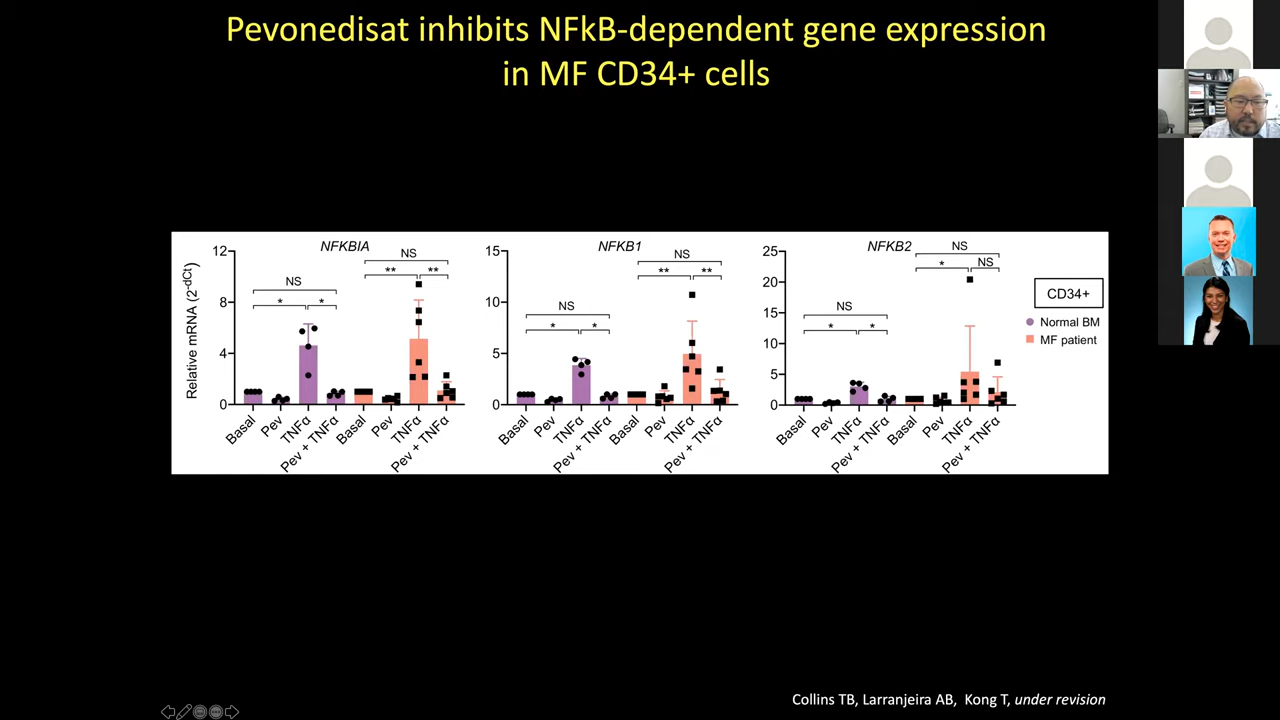 Pevonedisat inhibits NFkB-dependent gene expression
in MF CD34+ cells
NFKBIA
Relative mRNA (2-dCt)
12
8
4
0
NS
*
*
NS
**
**
Basal
Pev
TNFα
Pev + TNFα
Basal
Pev
TNFα
Pev + TNFα
NFKB1
15
10
5
0
NS
*
*
NS
**
**
Basal
Pev
TNFα
Pev + TNFα
Basal
Pev
TNFα
Pev + TNFα
NFKB2
25
20
15
10
5
0
NS
*
*
NS
*
NS
Basal
Pev
TNFα
Pev + TNFα
Basal
Pev
TNFα
Pev + TNFα
CD34+
Normal BM
MF patient
Collins TB, Larranjeira AB, Kong T, under revision